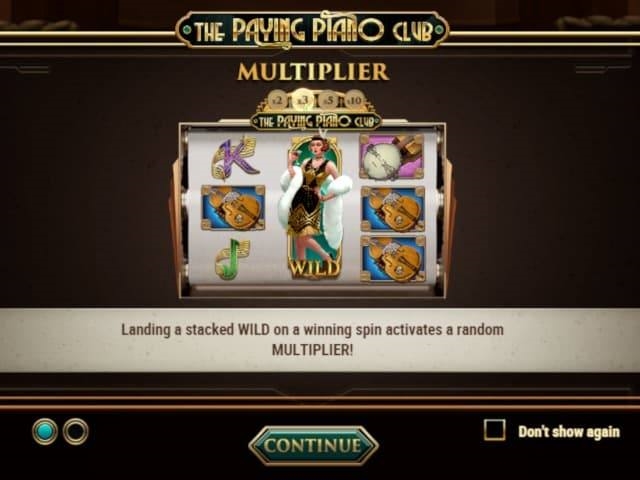 THE PAYING PIANO CLUB
MULTIPLIER
x2 x3 x5 x10
THE PAYING PIANO CLUB
K
J
WILD
Landing a stacked WILD on a winning spin activates a random
MULTIPLIER!
CONTINUE
Don't show again